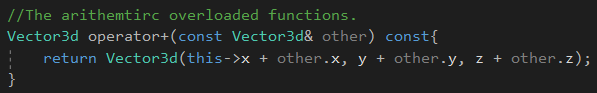 //The arithemtirc overloaded functions.
Vector3d operator+(const Vector3d& other) const{
    return Vector3d(this->x + other.x, y + other.y, z + other.z);
}